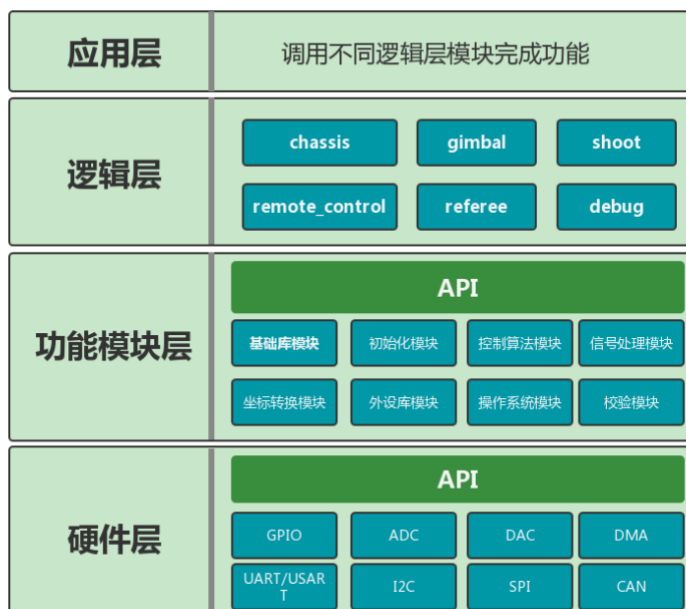 应用层
调用不同逻辑层模块完成功能
逻辑层
chassis
gimbal
shoot
remote_control
referee
debug
功能模块层
API
基础库模块
初始化模块
控制算法模块
信号处理模块
坐标转换模块
外设库模块
操作系统模块
校验模块
硬件层
API
GPIO
ADC
DAC
DMA
UART/USAR
T
I2C
SPI
CAN